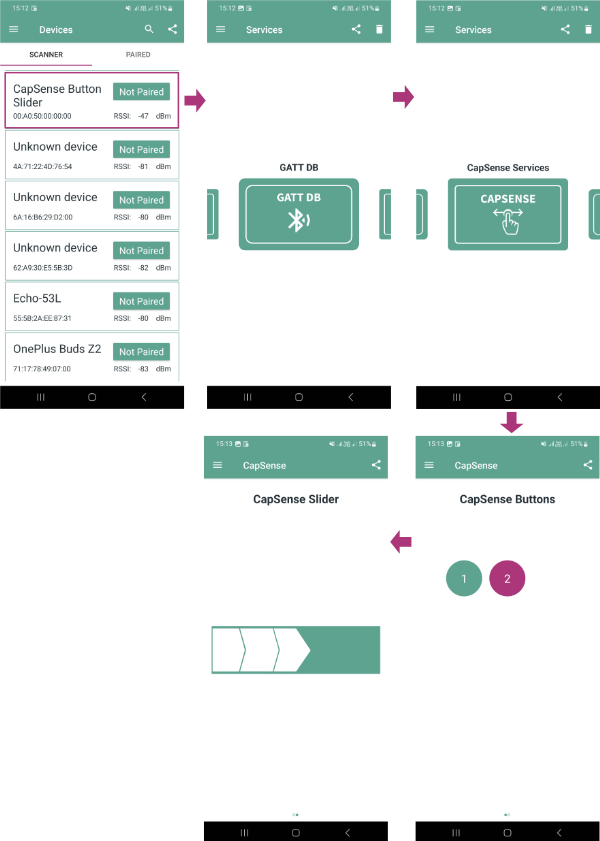 15:12
51%
Devices
SCANNER PAIRED
CapSense Button
Slider
Not Paired
00:A0:50:00:00:00 RSSI: -47 dBm
Unknown device
Not Paired
4A:71:22:4D:76:54 RSSI: -81 dBm
Unknown device
Not Paired
6A:16:B6:29:D2:00 RSSI: -80 dBm
Unknown device
Not Paired
62:A9:30:E5:5B:3D RSSI: -82 dBm
Echo-53L
Not Paired
55:5B:2A:EE:87:31 RSSI: -80 dBm
OnePlus Buds Z2
Not Paired
71:17:78:49:07:00 RSSI: -83 dBm
15:12
51%
Services
GATT DB
GATT DB
15:12
51%
Services
CapSense Services
CAPSENSE
15:13
51%
CapSense
CapSense Buttons
1 2
15:13
51%
CapSense
CapSense Slider